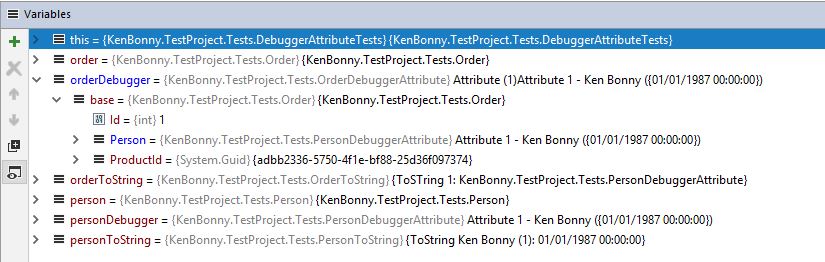 Variables
this = {KenBonny.TestProject.Tests.DebuggerAttributeTests} {KenBonny.TestProject.Tests.DebuggerAttributeTests}
order = {KenBonny.TestProject.Tests.Order} {KenBonny.TestProject.Tests.Order}
orderDebugger = {KenBonny.TestProject.Tests.OrderDebuggerAttribute} Attribute (1)Attribute 1 - Ken Bonny ({01/01/1987 00:00:00})
base = {KenBonny.TestProject.Tests.Order} {KenBonny.TestProject.Tests.Order}
Id = {int} 1
Person = {KenBonny.TestProject.Tests.PersonDebuggerAttribute} Attribute 1 - Ken Bonny ({01/01/1987 00:00:00})
ProductId = {System.Guid} {adbb2336-5750-4f1e-bf88-25d36f097374}
orderToString = {KenBonny.TestProject.Tests.OrderToString} {ToSTring 1: KenBonny.TestProject.Tests.PersonDebuggerAttribute}
person = {KenBonny.TestProject.Tests.Person} {KenBonny.TestProject.Tests.Person}
personDebugger = {KenBonny.TestProject.Tests.PersonDebuggerAttribute} Attribute 1 - Ken Bonny ({01/01/1987 00:00:00})
personToString = {KenBonny.TestProject.Tests.PersonToString} {ToString Ken Bonny (1): 01/01/1987 00:00:00}